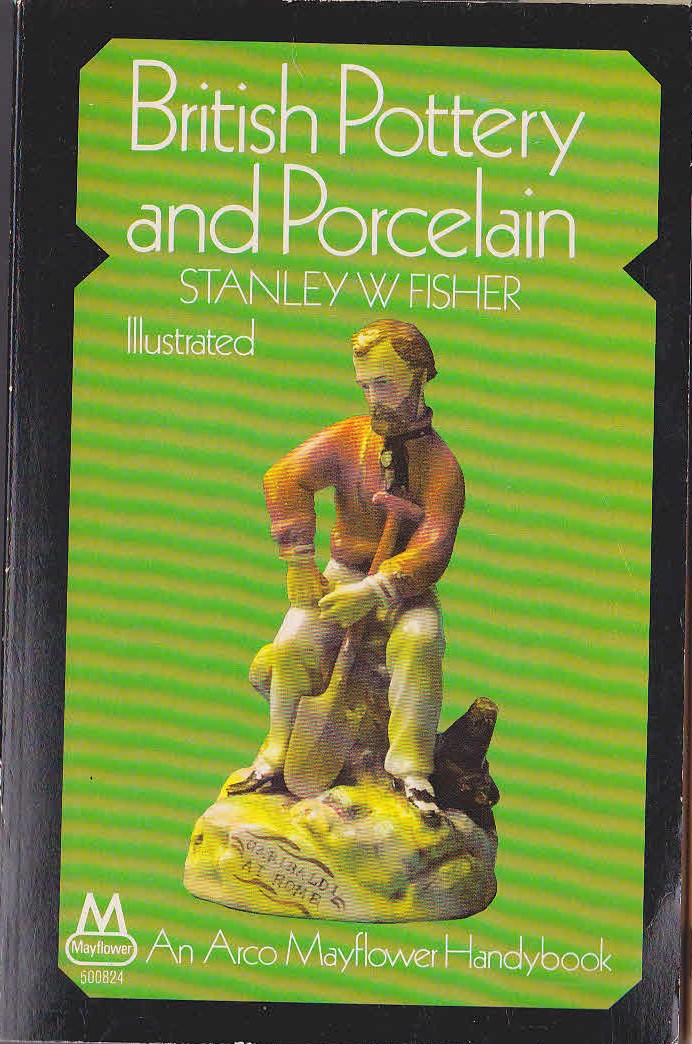 British Pottery
and Porcelain
STANLEY W FISHER
Illustrated
GARIBALDI
AT HOME
M
Mayflower
500824
An Arco Mayflower Handybook